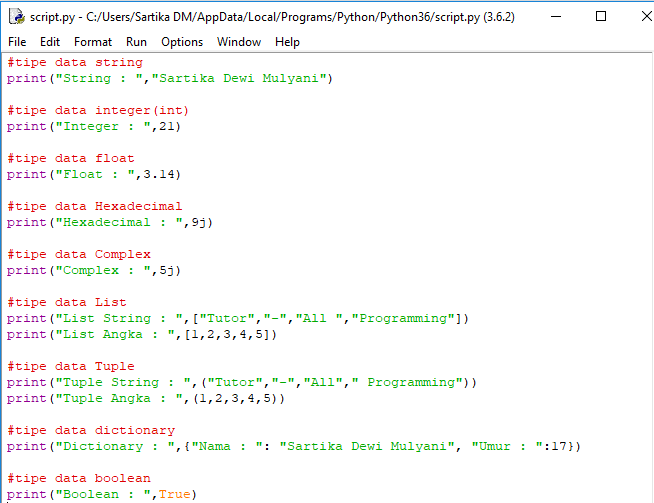 script.py - C:/Users/Sartika DM/AppData/Local/Programs/Python/Python36/script.py (3.6.2)
File Edit Format Run Options Window Help
#tipe data string
print("String : ","Sartika Dewi Mulyani")
#tipe data integer(int)
print("Integer : ",21)
#tipe data float
print("Float : ",3.14)
#tipe data Hexadecimal
print("Hexadecimal : ",9j)
#tipe data Complex
print("Complex : ",5j)
#tipe data List
print("List String : ",["Tutor","-","All ","Programming"])
print("List Angka : ",[1,2,3,4,5])
#tipe data Tuple
print("Tuple String : ",("Tutor","-","All"," Programming"))
print("Tuple Angka : ",(1,2,3,4,5))
#tipe data dictionary
print("Dictionary : ",{"Nama : ": "Sartika Dewi Mulyani", "Umur : ":17})
#tipe data boolean
print("Boolean : ",True)